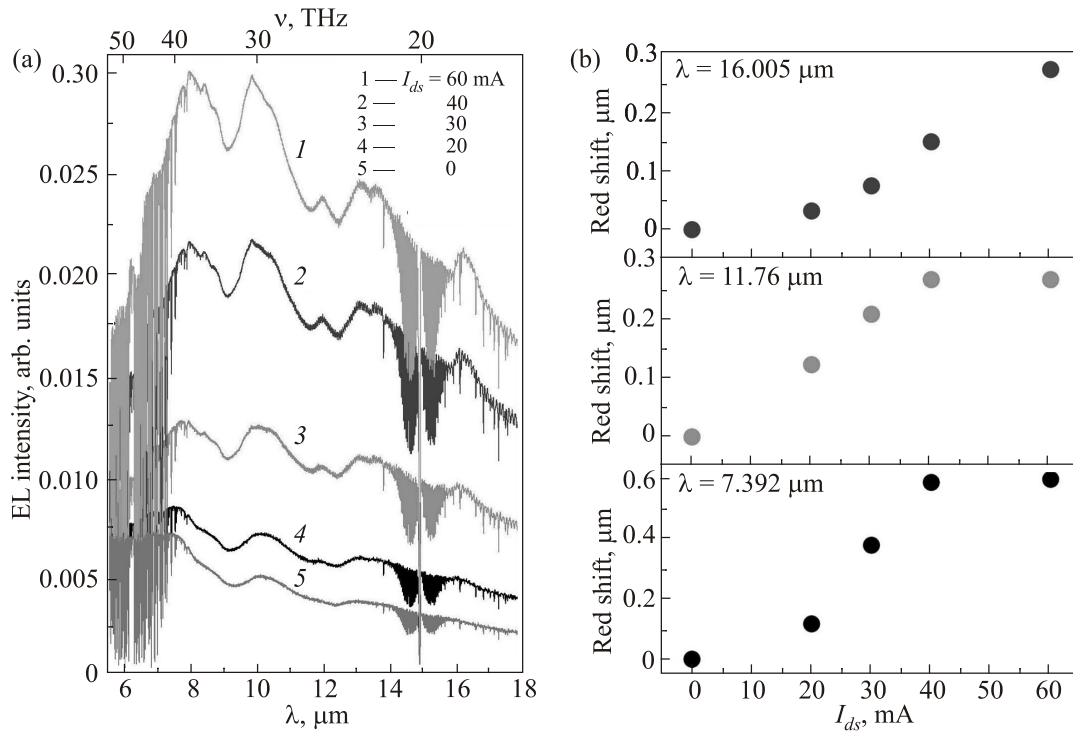 (a)
ν, THz
50 40 30 20
0.30
0.025
0.020
0.015
0.010
0.005
0
EL intensity, arb. units
1 — I_ds = 60 mA
2 — 40
3 — 30
4 — 20
5 — 0
1
2
3
4
5
6 8 10 12 14 16 18
λ, μm
(b)
λ = 16.005 μm
0.3
0.2
0.1
0
Red shift, μm
λ = 11.76 μm
0.3
0.2
0.1
0
Red shift, μm
λ = 7.392 μm
0.6
0.4
0.2
0
Red shift, μm
0 10 20 30 40 50 60
I_ds, mA